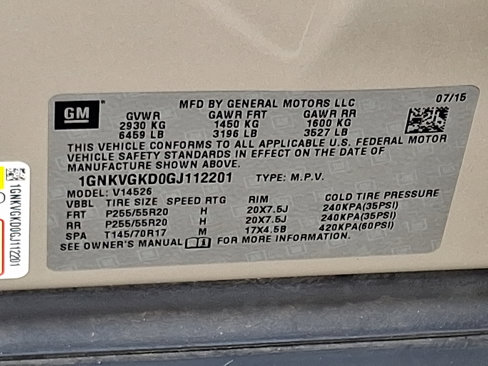 GM
MFD BY GENERAL MOTORS LLC
07/15
GVWR GAWR FRT GAWR RR
2930 KG 1450 KG 1600 KG
6459 LB 3196 LB 3527 LB
THIS VEHICLE CONFORMS TO ALL APPLICABLE U.S. FEDERAL MOTOR
VEHICLE SAFETY STANDARDS IN EFFECT ON THE DATE OF
MANUFACTURE SHOWN ABOVE.
1GNKVGKD0GJ112201 TYPE: M.P.V.
MODEL: V14526
VBBL TIRE SIZE SPEED RTG RIM COLD TIRE PRESSURE
FRT P255/55R20 H 20X7.5J 240KPA(35PSI)
RR P255/55R20 H 20X7.5J 240KPA(35PSI)
SPA T145/70R17 M 17X4.5B 420KPA(60PSI)
SEE OWNER'S MANUAL FOR MORE INFORMATION.
1GNKVGKD0GJ112201